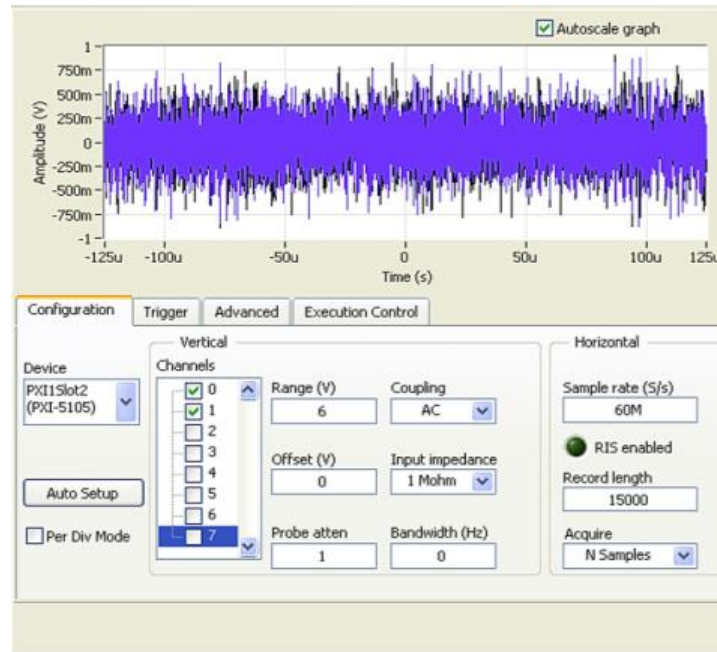 Autoscale graph
1
750m
500m
250m
0
-250m
-500m
-750m
-1
Amplitude (V)
-125u -100u -50u 0 50u 100u 125u
Time (s)
Configuration Trigger Advanced Execution Control
Device
PXI1Slot2
(PXI-5105)
Auto Setup
Per Div Mode
Vertical
Channels
0
1
2
3
4
5
6
7
Range (V)
6
Offset (V)
0
Probe atten
1
Coupling
AC
Input impedance
1 Mohm
Bandwidth (Hz)
0
Horizontal
Sample rate (S/s)
60M
RIS enabled
Record length
15000
Acquire
N Samples